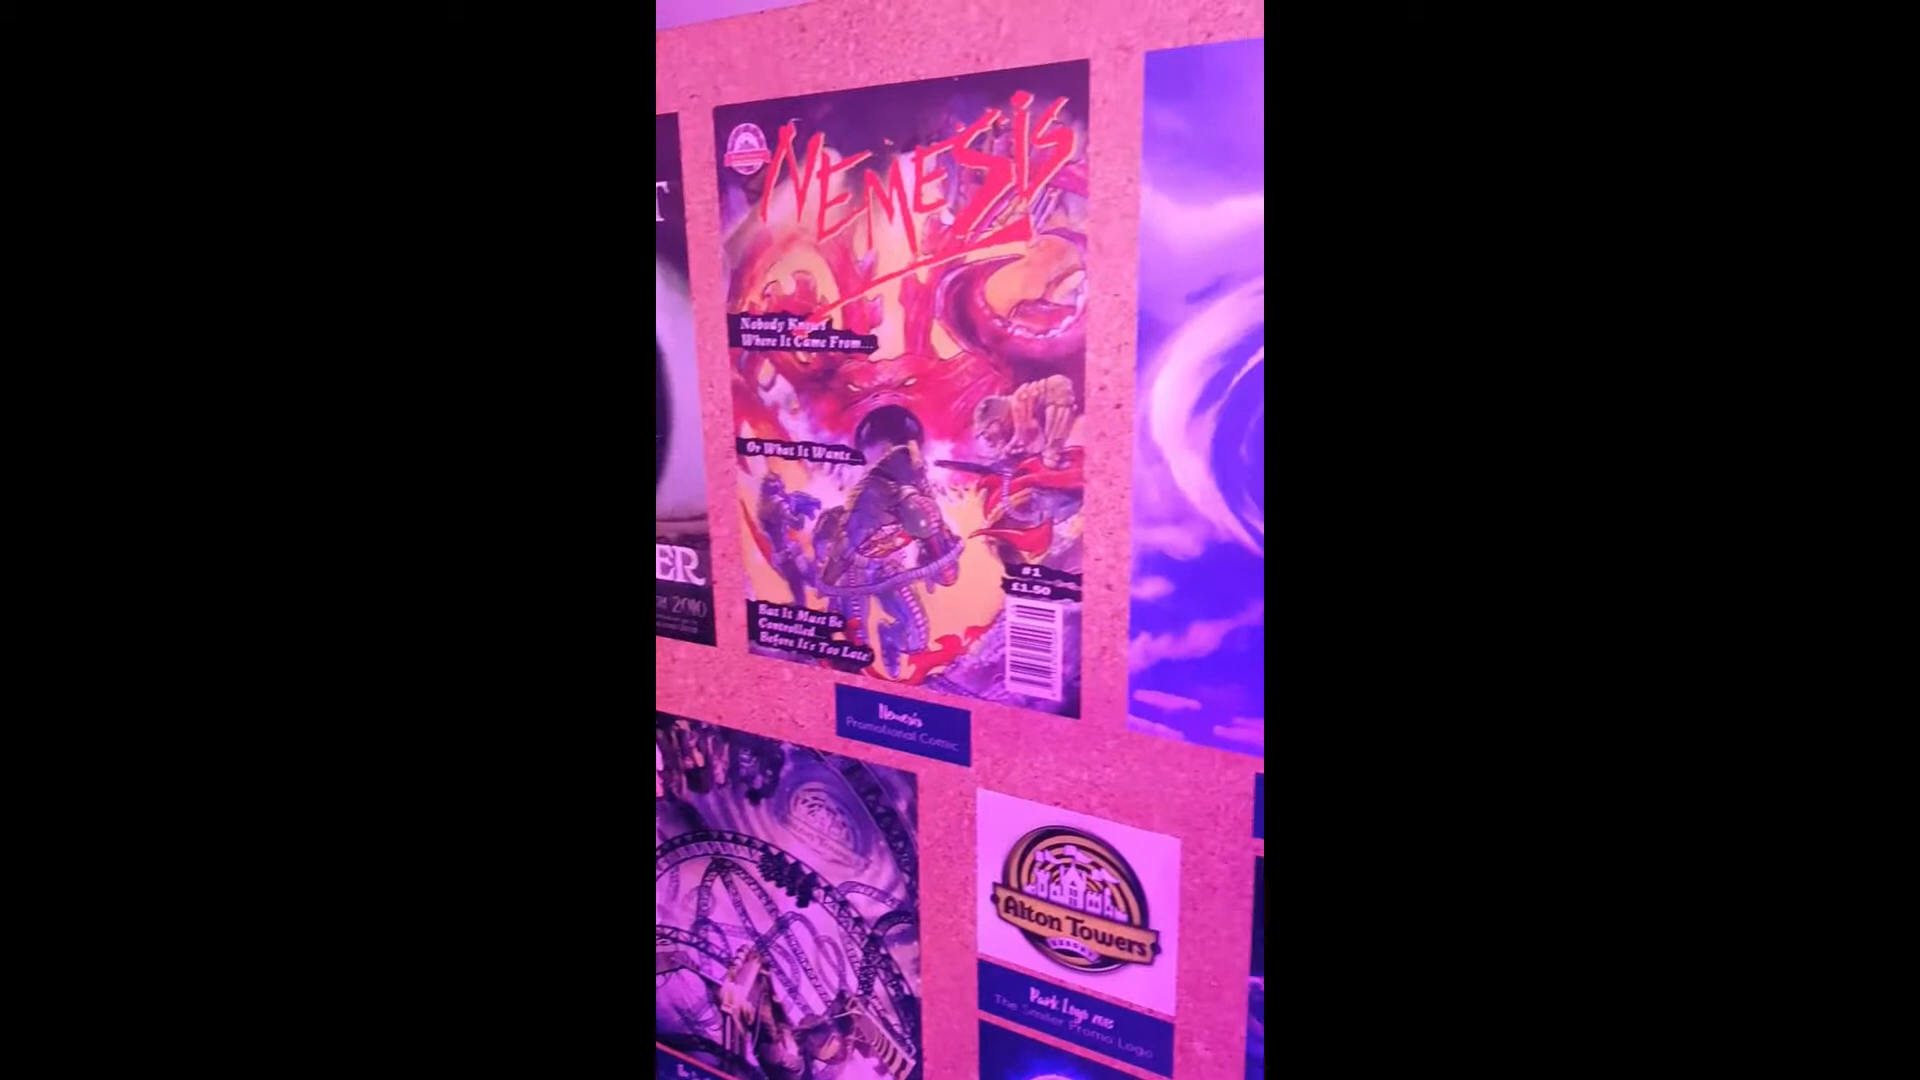 NEMESIS
Nobody Knows
Where It Came From...
Or What It Wants...
#1
£1.50
But It Must Be
Controlled...
Before It's Too Late
Nemesis
Promotional Comic
T
ER
2010
Alton Towers
Park Logo
The Smiler Promo Logo